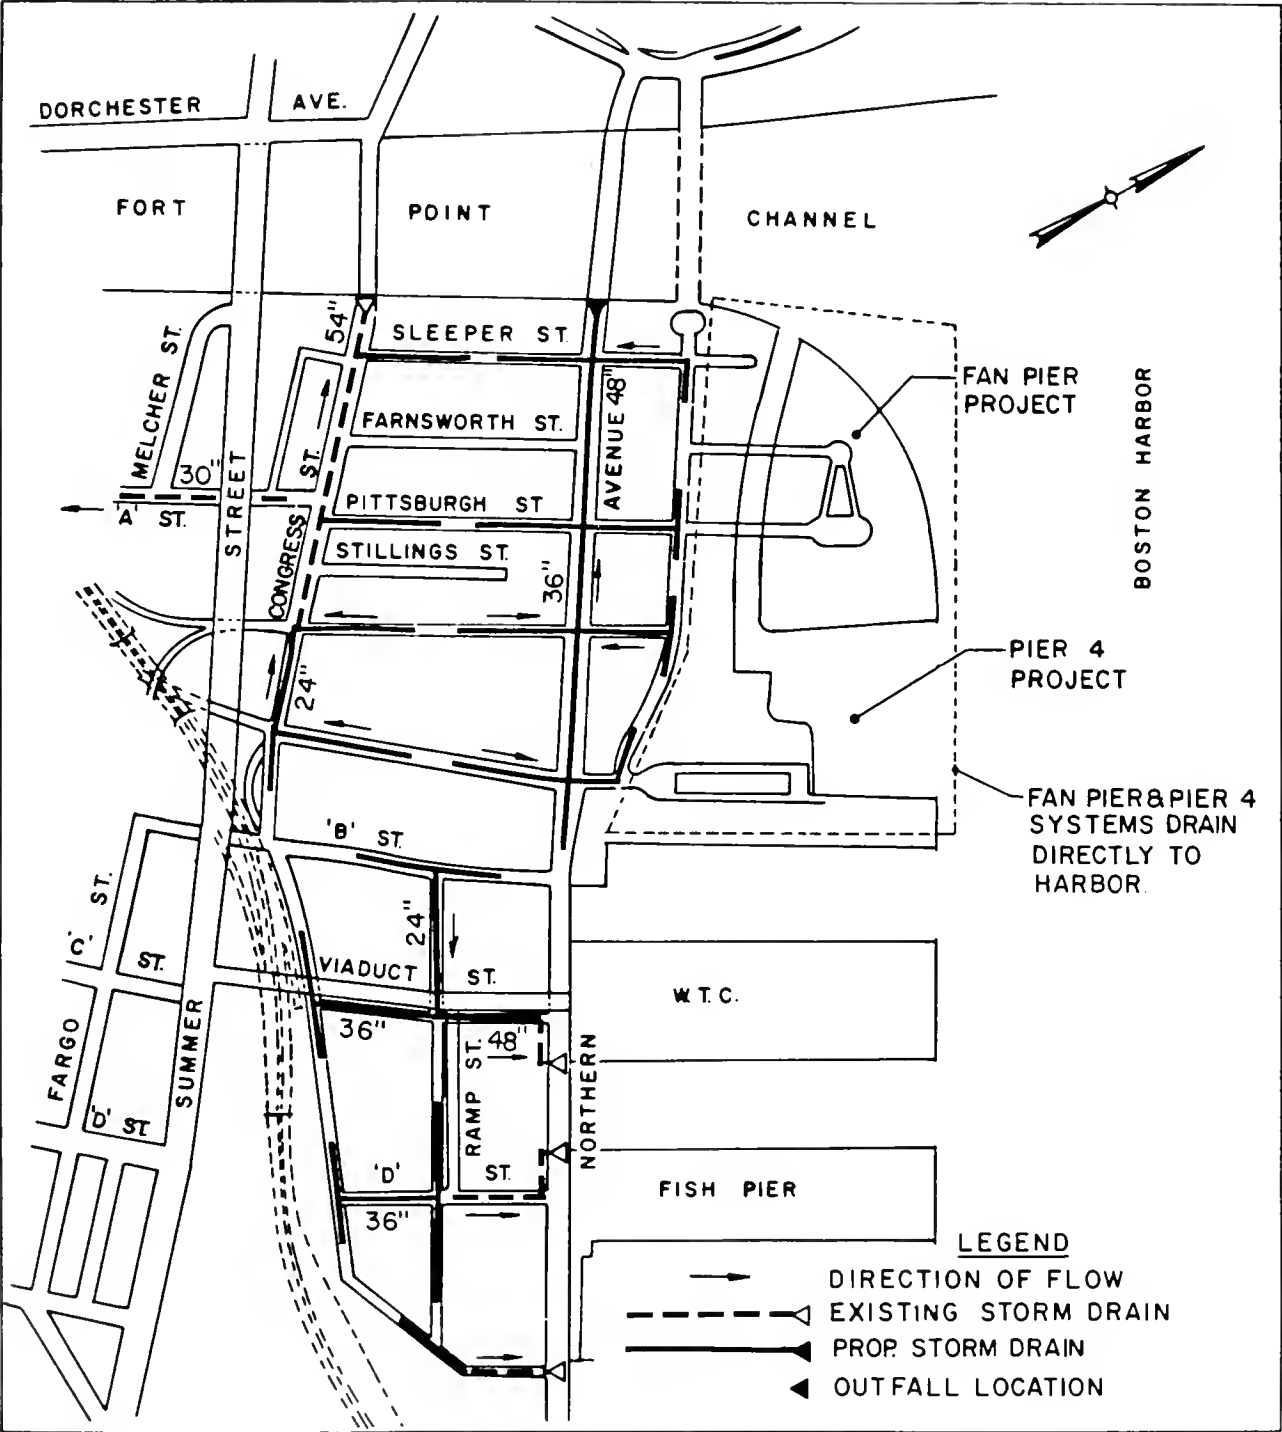 DORCHESTER AVE.
FORT POINT CHANNEL
MELCHER ST.
54"
SLEEPER ST.
FARNSWORTH ST.
AVENUE 48"
30"
'A' ST.
STREET
CONGRESS ST.
PITTSBURGH ST
STILLINGS ST.
36"
24"
FAN PIER
PROJECT
BOSTON HARBOR
PIER 4
PROJECT
FAN PIER & PIER 4
SYSTEMS DRAIN
DIRECTLY TO
HARBOR.
'B' ST.
24"
'C' ST.
ST.
VIADUCT ST.
W.T.C.
36"
48"
RAMP ST.
NORTHERN
FARGO
SUMMER
'D' ST.
'D' ST.
36"
FISH PIER
LEGEND
DIRECTION OF FLOW
EXISTING STORM DRAIN
PROP. STORM DRAIN
OUTFALL LOCATION